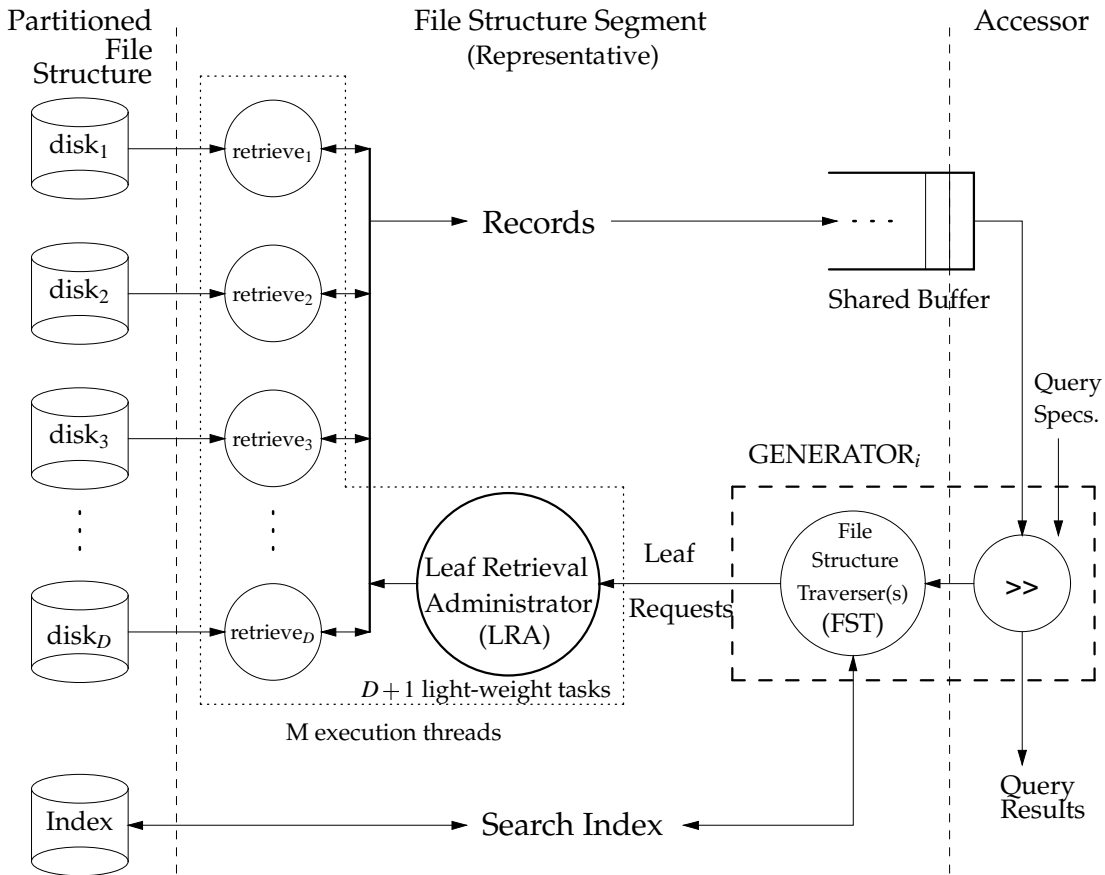 Partitioned
File
Structure
File Structure Segment
(Representative)
Accessor
disk₁
retrieve₁
disk₂
retrieve₂
disk₃
retrieve₃
disk_D
retrieve_D
Records
. . .
Shared Buffer
Query
Specs.
GENERATORᵢ
Leaf Retrieval
Administrator
(LRA)
Leaf
Requests
File
Structure
Traverser(s)
(FST)
>>
D + 1 light-weight tasks
M execution threads
Query
Results
Index
Search Index